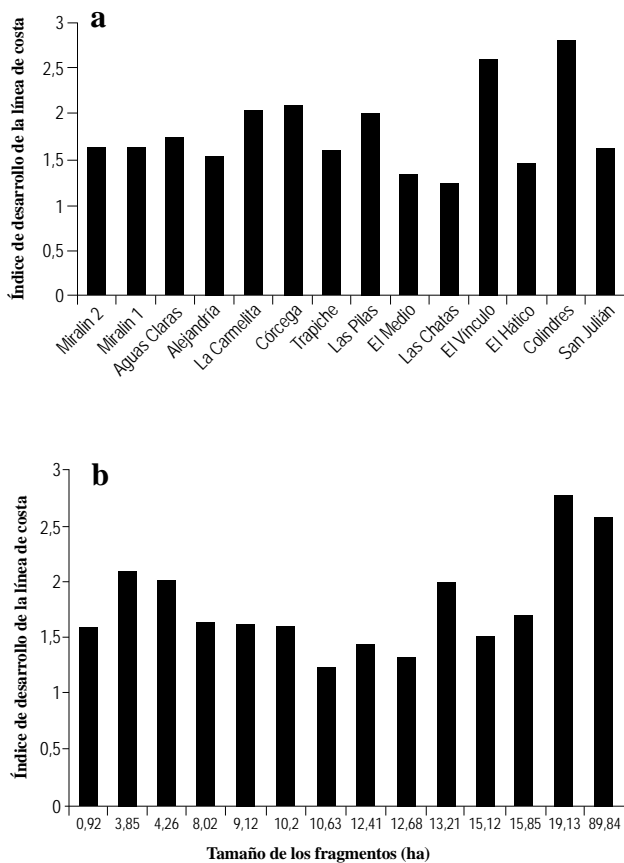 a
Índice de desarrollo de la línea de costa
3
2,5
2
1,5
1
0,5
0
Miralin 2
Miralin 1
Aguas Claras
Alejandría
La Carmelita
Córcega
Trapiche
Las Pilas
El Medio
Las Chatas
El Vínculo
El Hático
Colindres
San Julián
b
Índice de desarrollo de la línea de costa
3
2,5
2
1,5
1
0,5
0
0,92 3,85 4,26 8,02 9,12 10,2 10,63 12,41 12,68 13,21 15,12 15,85 19,13 89,84
Tamaño de los fragmentos (ha)